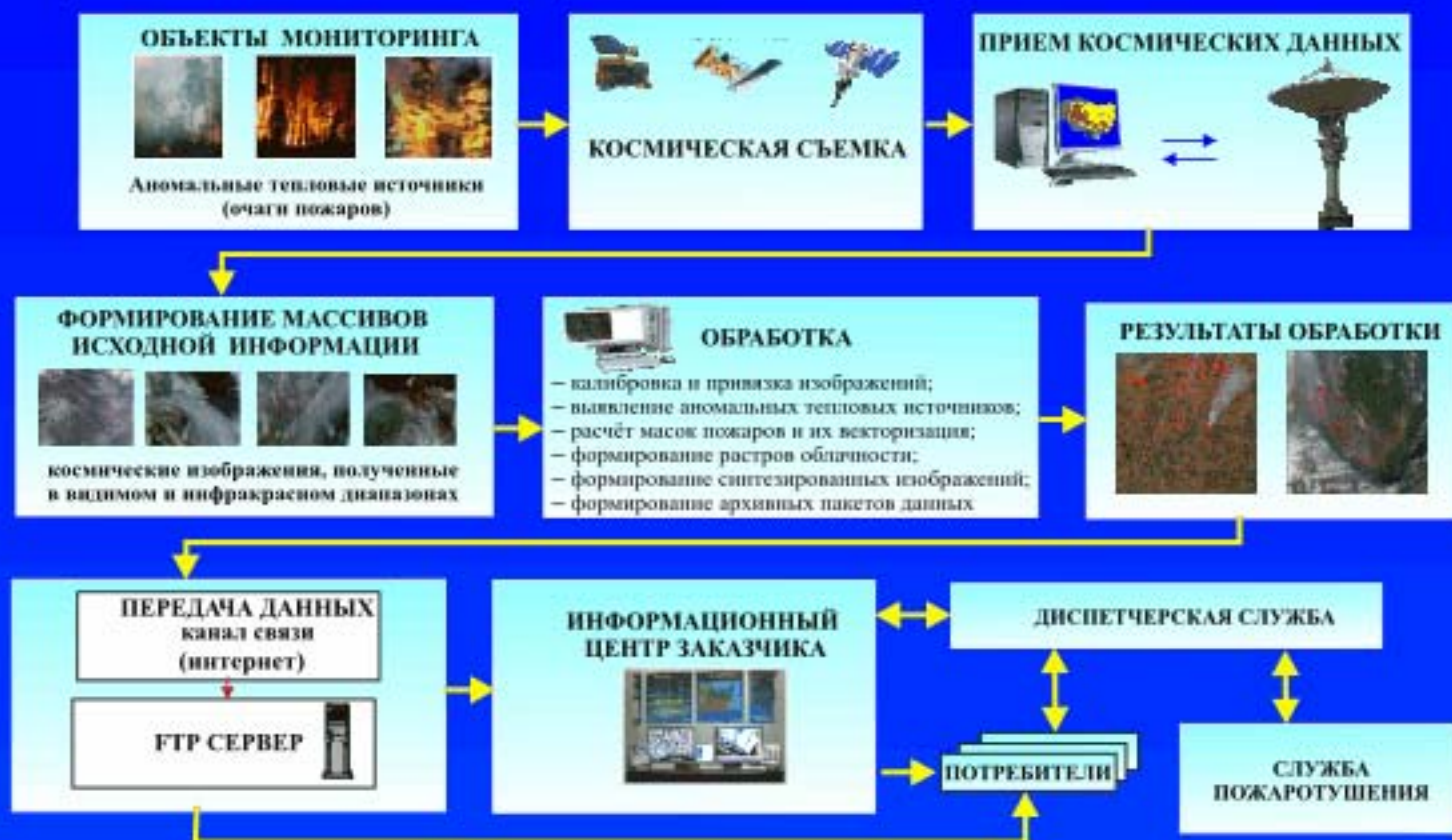 ОБЪЕКТЫ МОНИТОРИНГА
Аномальные тепловые источники
(очаги пожаров)
КОСМИЧЕСКАЯ СЪЕМКА
ПРИЕМ КОСМИЧЕСКИХ ДАННЫХ
ФОРМИРОВАНИЕ МАССИВОВ
ИСХОДНОЙ ИНФОРМАЦИИ
космические изображения, полученные
в видимом и инфракрасном диапазонах
ОБРАБОТКА
– калибровка и привязка изображений;
– выявление аномальных тепловых источников;
– расчёт масок пожаров и их векторизация;
– формирование растров облачности;
– формирование синтезированных изображений;
– формирование архивных пакетов данных
РЕЗУЛЬТАТЫ ОБРАБОТКИ
ПЕРЕДАЧА ДАННЫХ
канал связи
(интернет)
FTP СЕРВЕР
ИНФОРМАЦИОННЫЙ
ЦЕНТР ЗАКАЗЧИКА
ДИСПЕТЧЕРСКАЯ СЛУЖБА
ПОТРЕБИТЕЛИ
СЛУЖБА
ПОЖАРОТУШЕНИЯ